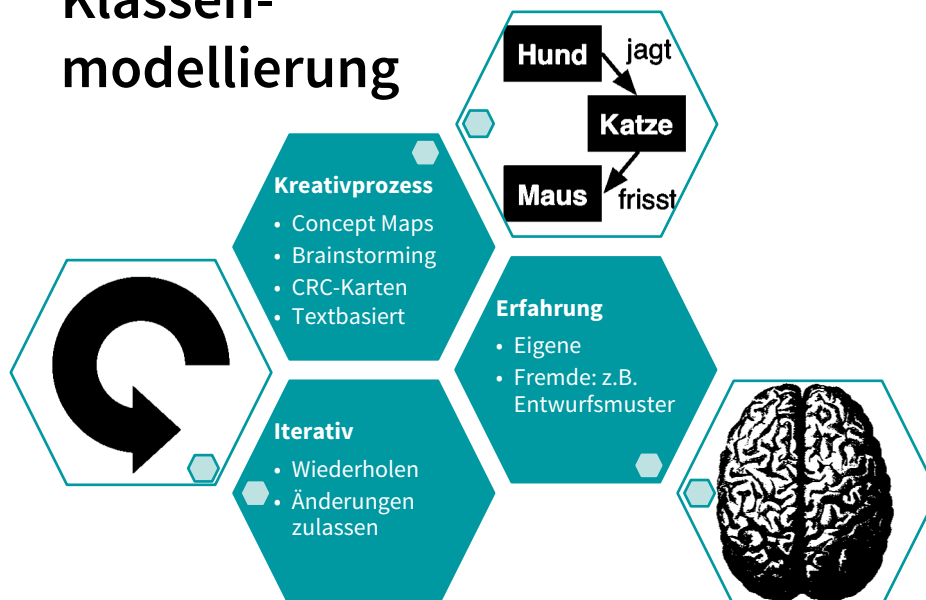 Klassen-
modellierung
Hund
jagt
Katze
Maus
frisst
Kreativprozess
• Concept Maps
• Brainstorming
• CRC-Karten
• Textbasiert
Erfahrung
• Eigene
• Fremde: z.B.
Entwurfsmuster
Iterativ
• Wiederholen
• Änderungen
zulassen